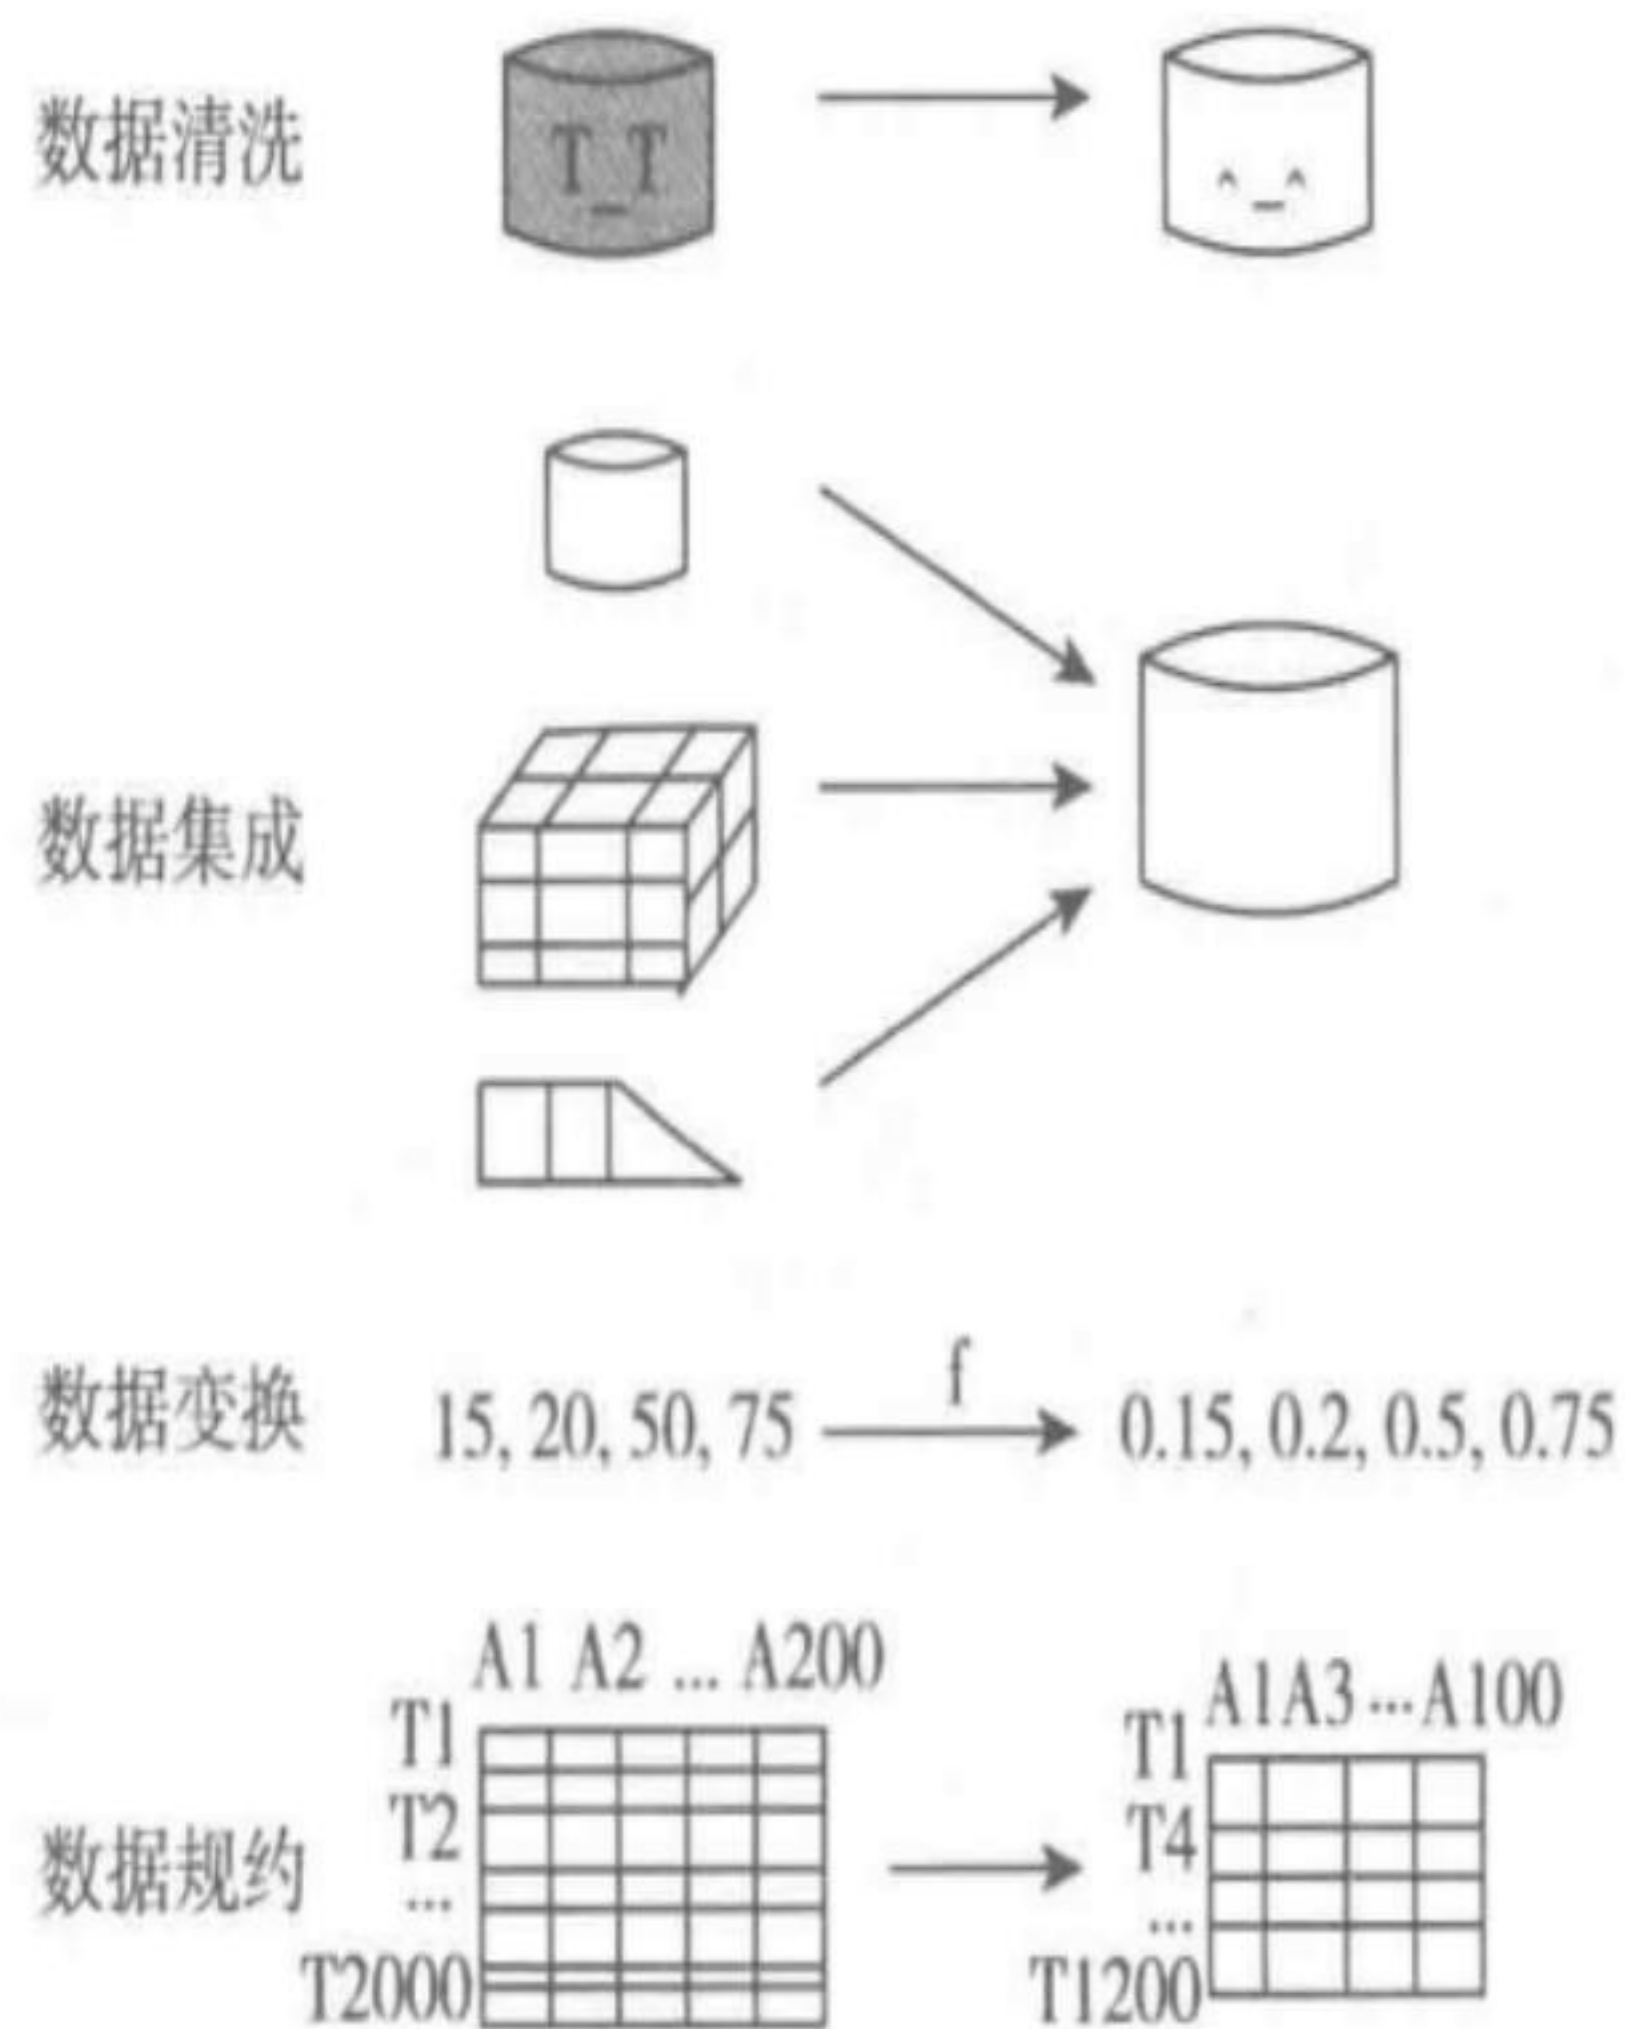 数据清洗
T T
^ _ ^
数据集成
数据变换
15, 20, 50, 75
f
0.15, 0.2, 0.5, 0.75
数据规约
A1 A2 ... A200
T1
T2
...
T2000
A1A3...A100
T1
T4
...
T1200